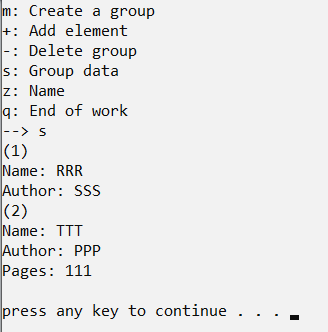 m: Create a group
+: Add element
-: Delete group
s: Group data
z: Name
q: End of work
--> s
(1)
Name: RRR
Author: SSS
(2)
Name: TTT
Author: PPP
Pages: 111
press any key to continue . . .